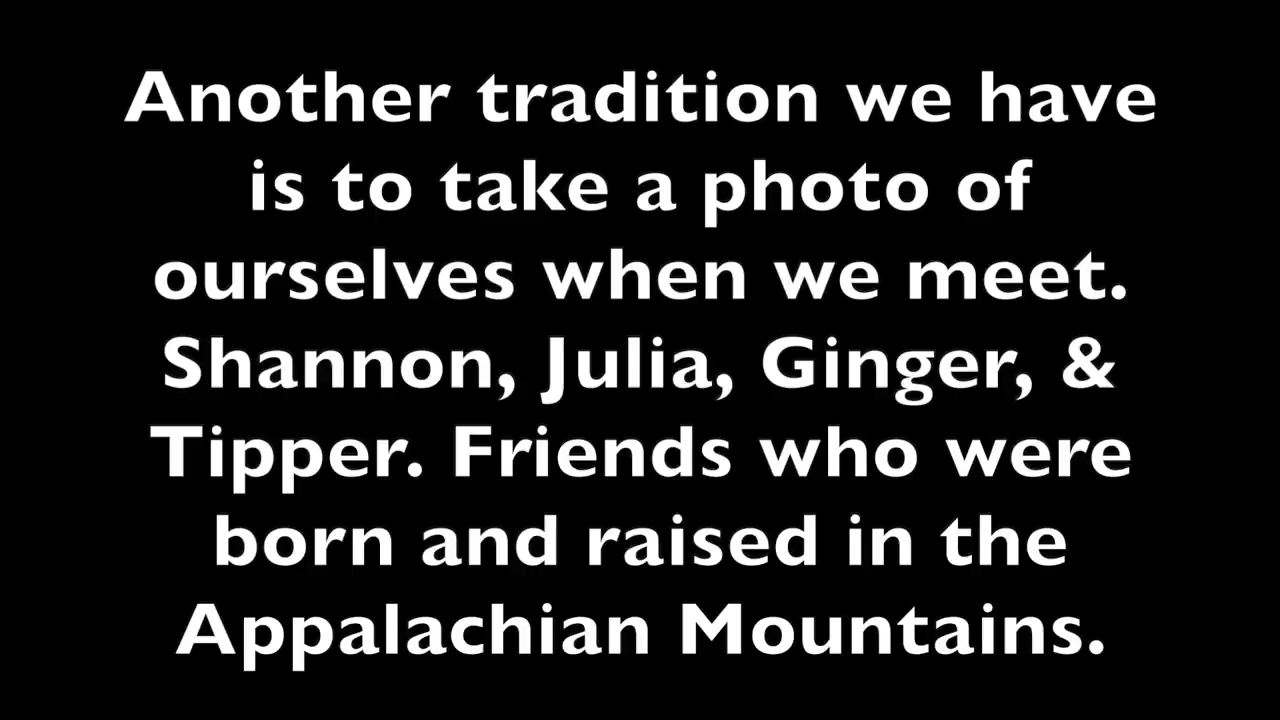 Another tradition we have
is to take a photo of
ourselves when we meet.
Shannon, Julia, Ginger, &
Tipper. Friends who were
born and raised in the
Appalachian Mountains.